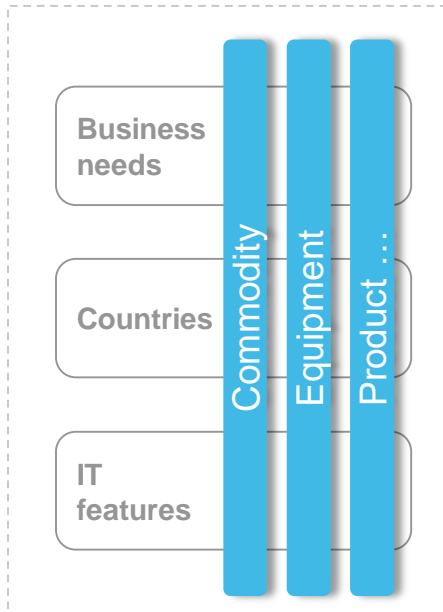 Business
needs
Countries
IT
features
Commodity
Equipment
Product ...